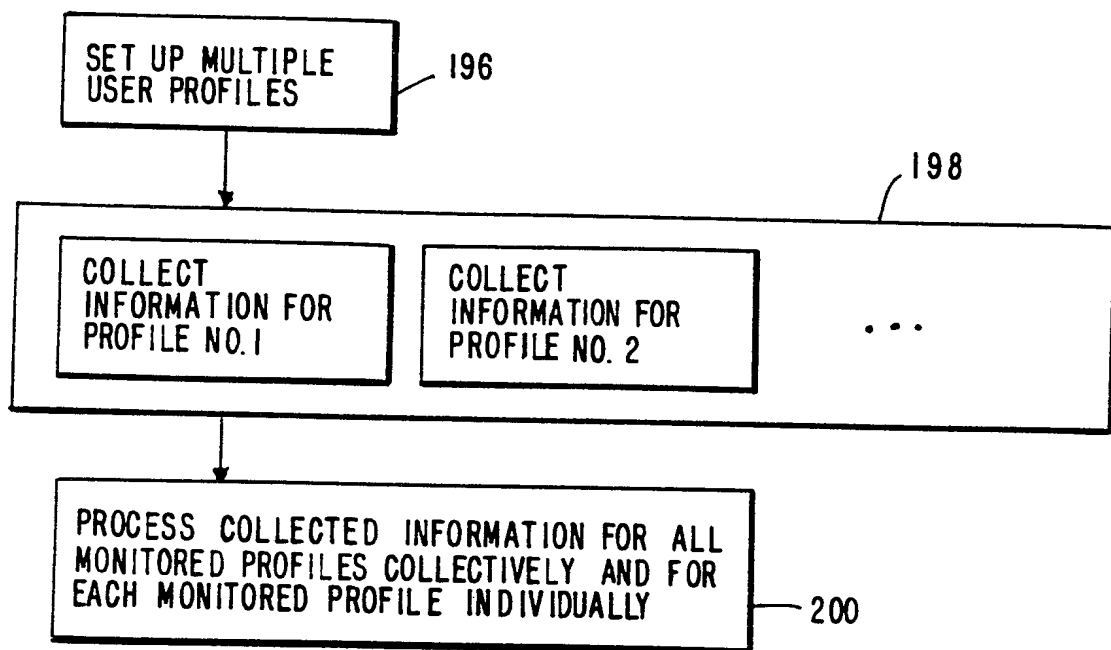 SET UP MULTIPLE
USER PROFILES
196
198
COLLECT
INFORMATION FOR
PROFILE NO. 1
COLLECT
INFORMATION FOR
PROFILE NO. 2
...
PROCESS COLLECTED INFORMATION FOR ALL
MONITORED PROFILES COLLECTIVELY AND FOR
EACH MONITORED PROFILE INDIVIDUALLY
200